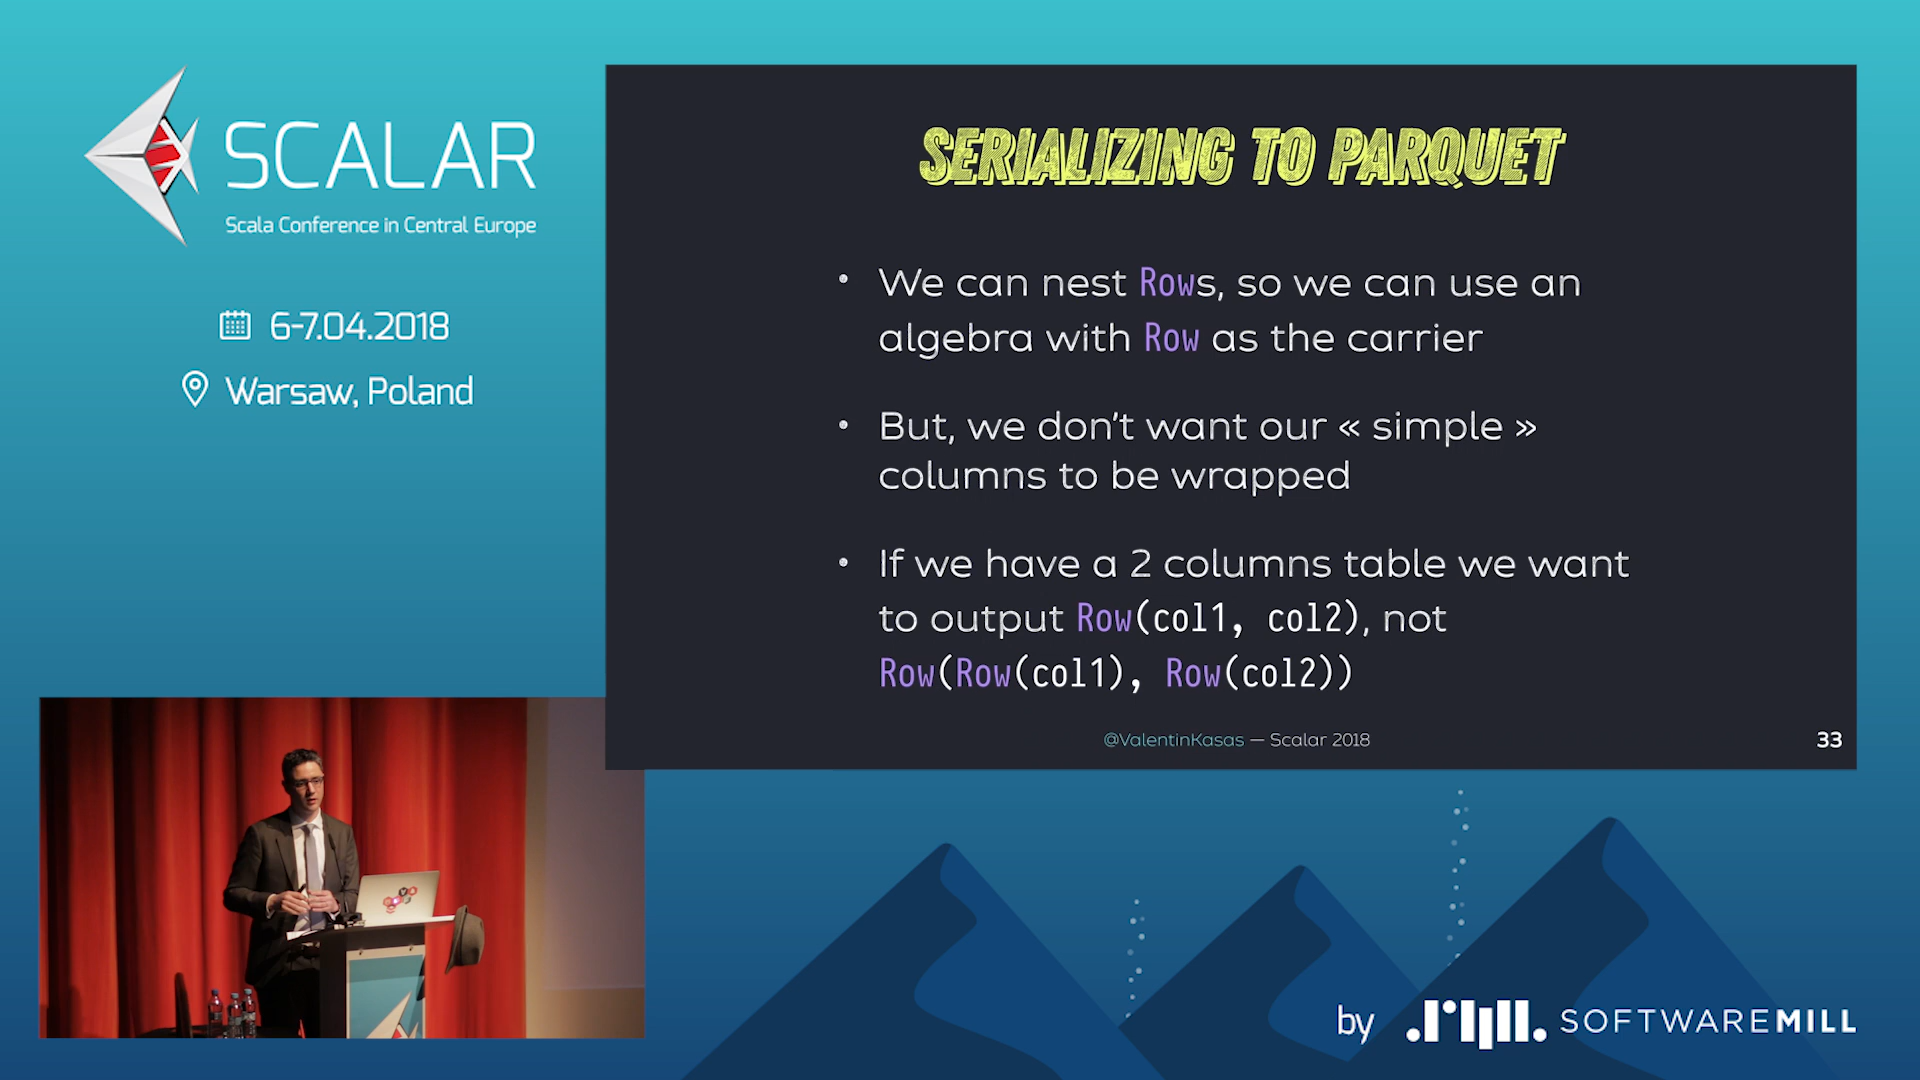 SCALAR
Scala Conference in Central Europe
6-7.04.2018
Warsaw, Poland
SERIALIZING TO PARQUET
• We can nest Rows, so we can use an
algebra with Row as the carrier
• But, we don't want our « simple »
columns to be wrapped
• If we have a 2 columns table we want
to output Row(col1, col2), not
Row(Row(col1), Row(col2))
@ValentinKasas — Scalar 2018
33
by SOFTWAREMILL